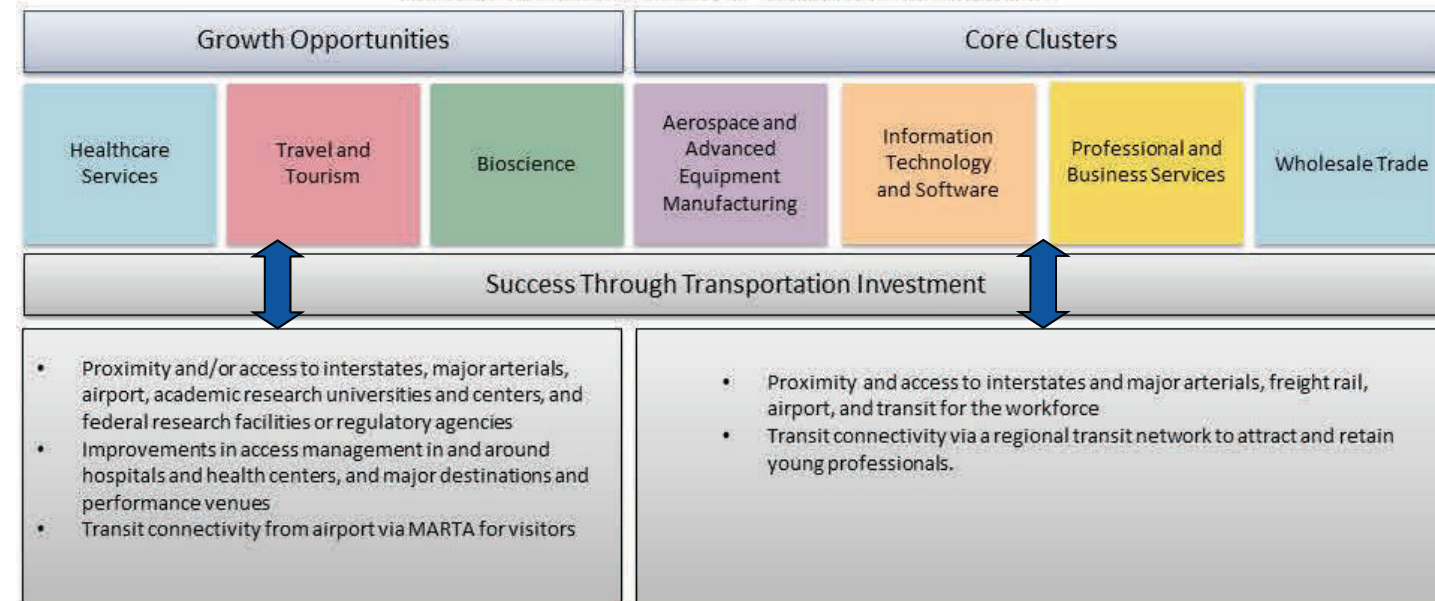 Growth Opportunities
Core Clusters
Healthcare
Services
Travel and
Tourism
Bioscience
Aerospace and
Advanced
Equipment
Manufacturing
Information
Technology
and Software
Professional and
Business Services
Wholesale Trade
Success Through Transportation Investment
• Proximity and/or access to interstates, major arterials,
airport, academic research universities and centers, and
federal research facilities or regulatory agencies
• Improvements in access management in and around
hospitals and health centers, and major destinations and
performance venues
• Transit connectivity from airport via MARTA for visitors
• Proximity and access to interstates and major arterials, freight rail,
airport, and transit for the workforce
• Transit connectivity via a regional transit network to attract and retain
young professionals.